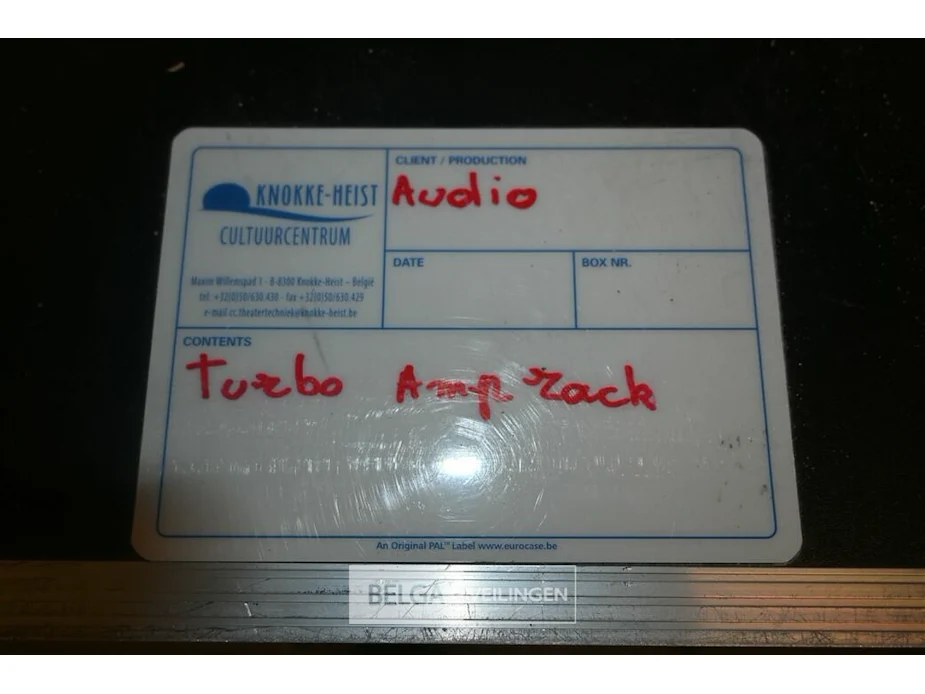 KNOKKE-HEIST
CULTUURCENTRUM
Maxim Willemspad 1 - B-8300 Knokke-Heist – België
tel: +32(0)50/630.430 - fax +32(0)50/630.429
e-mail cc.theatertechniek@knokke-heist.be
CLIENT / PRODUCTION
Audio
DATE
BOX NR.
CONTENTS
Turbo Amp rack
An Original PAL™ Label www.eurocase.be
BELGA VEILINGEN